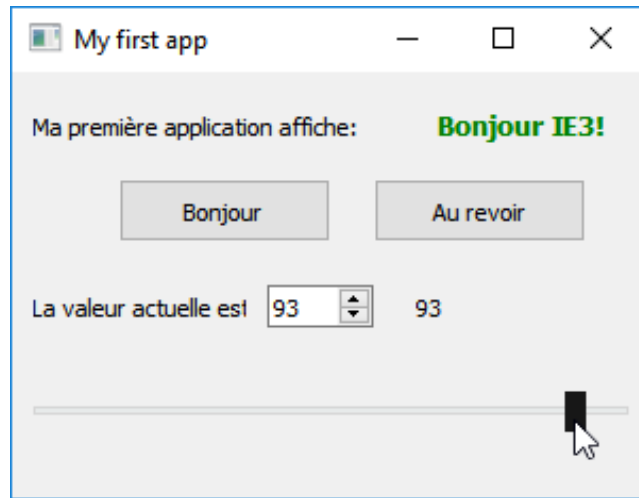 My first app
Ma première application affiche: Bonjour IE3!
Bonjour Au revoir
La valeur actuelle est 93 93